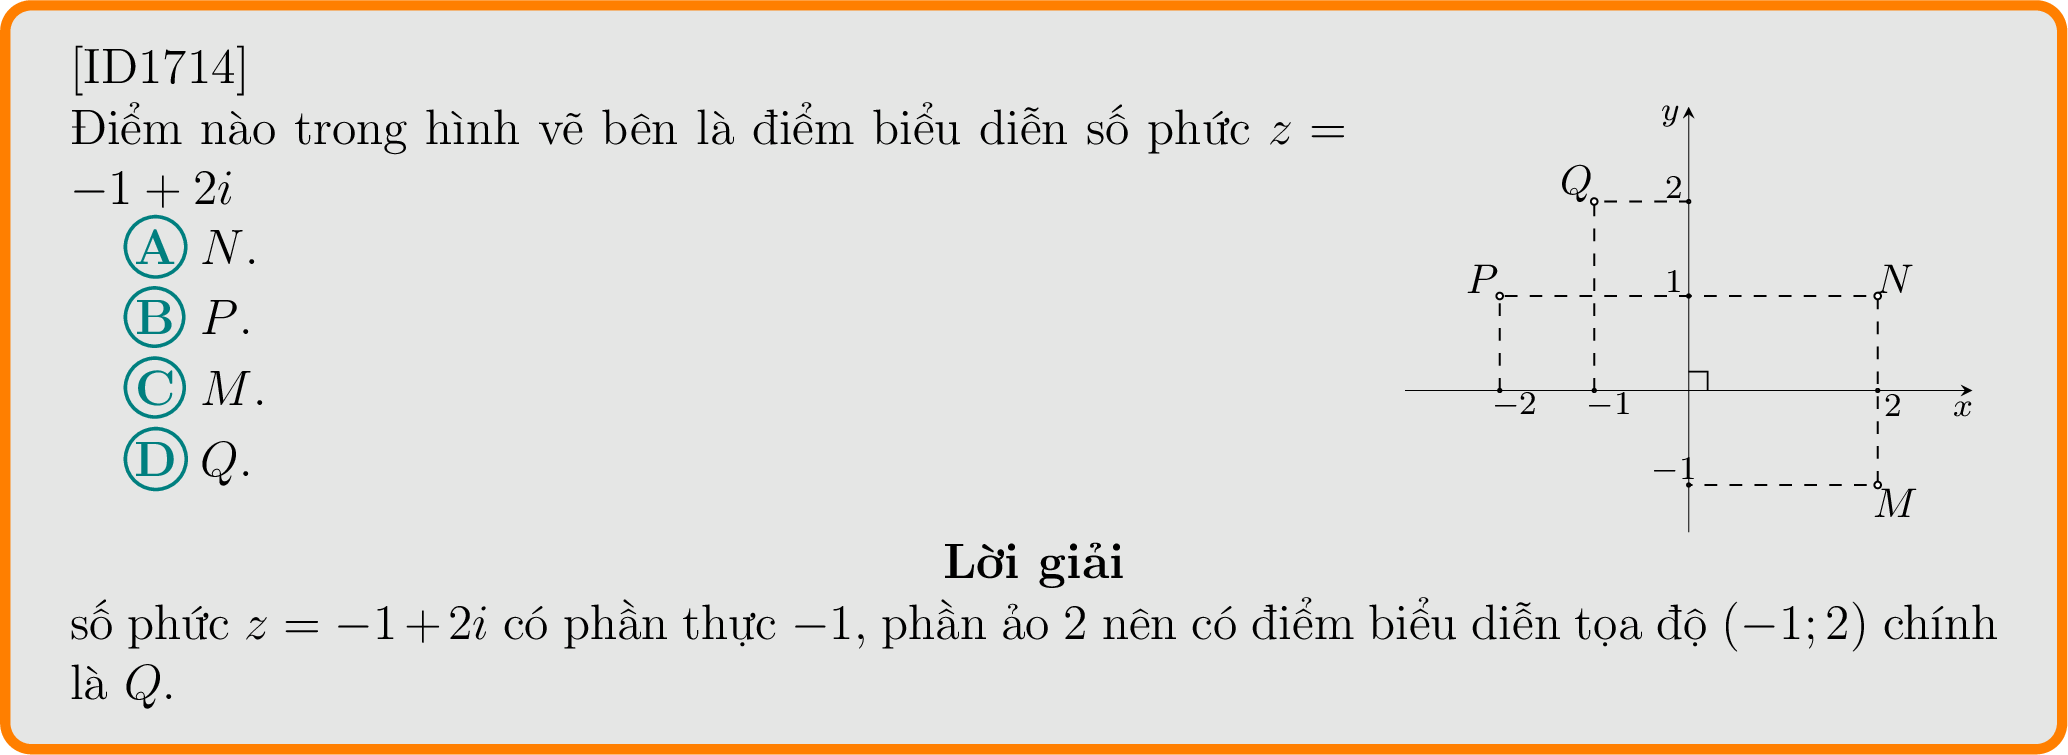 [ID1714]
Điểm nào trong hình vẽ bên là điểm biểu diễn số phức z =
−1 + 2i
A N.
B P.
C M.
D Q.
y
Q
2
P
1
N
−2
−1
2
x
−1
M
Lời giải
số phức z = −1 + 2i có phần thực −1, phần ảo 2 nên có điểm biểu diễn tọa độ (−1; 2) chính
là Q.